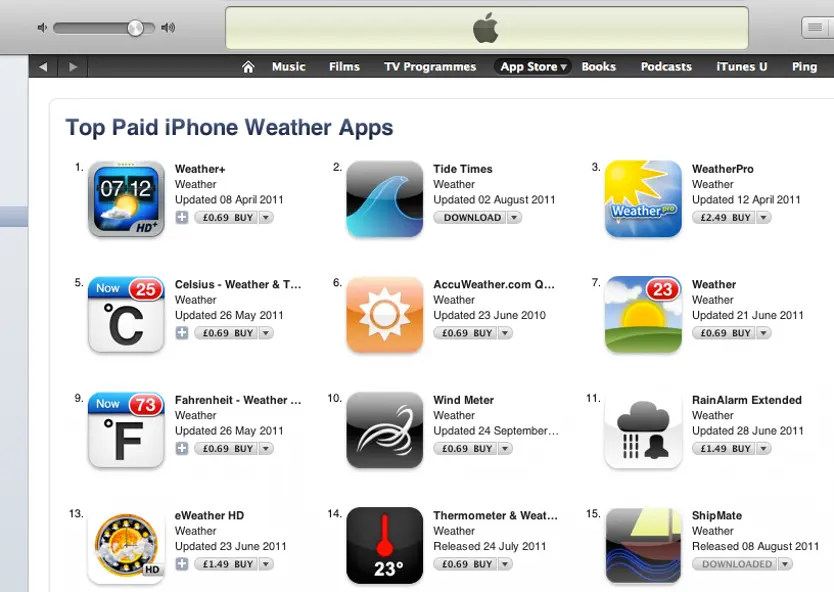 Music Films TV Programmes App Store Books Podcasts iTunes U Ping
Top Paid iPhone Weather Apps
1.
07 12
HD+
Weather+
Weather
Updated 08 April 2011
£0.69 BUY
2.
Tide Times
Weather
Updated 02 August 2011
DOWNLOAD
3.
Weather pro
WeatherPro
Weather
Updated 12 April 2011
£2.49 BUY
5.
Now 25
°C
Celsius - Weather & T...
Weather
Updated 26 May 2011
£0.69 BUY
6.
AccuWeather.com Q...
Weather
Updated 23 June 2010
£0.69 BUY
7.
23
Weather
Weather
Updated 21 June 2011
£0.69 BUY
9.
Now 73
°F
Fahrenheit - Weather ...
Weather
Updated 26 May 2011
£0.69 BUY
10.
Wind Meter
Weather
Updated 24 September...
£0.69 BUY
11.
RainAlarm Extended
Weather
Updated 28 June 2011
£1.49 BUY
13.
HD
eWeather HD
Weather
Updated 23 June 2011
£1.49 BUY
14.
23°
Thermometer & Weat...
Weather
Released 24 July 2011
£0.69 BUY
15.
ShipMate
Weather
Released 08 August 2011
DOWNLOADED